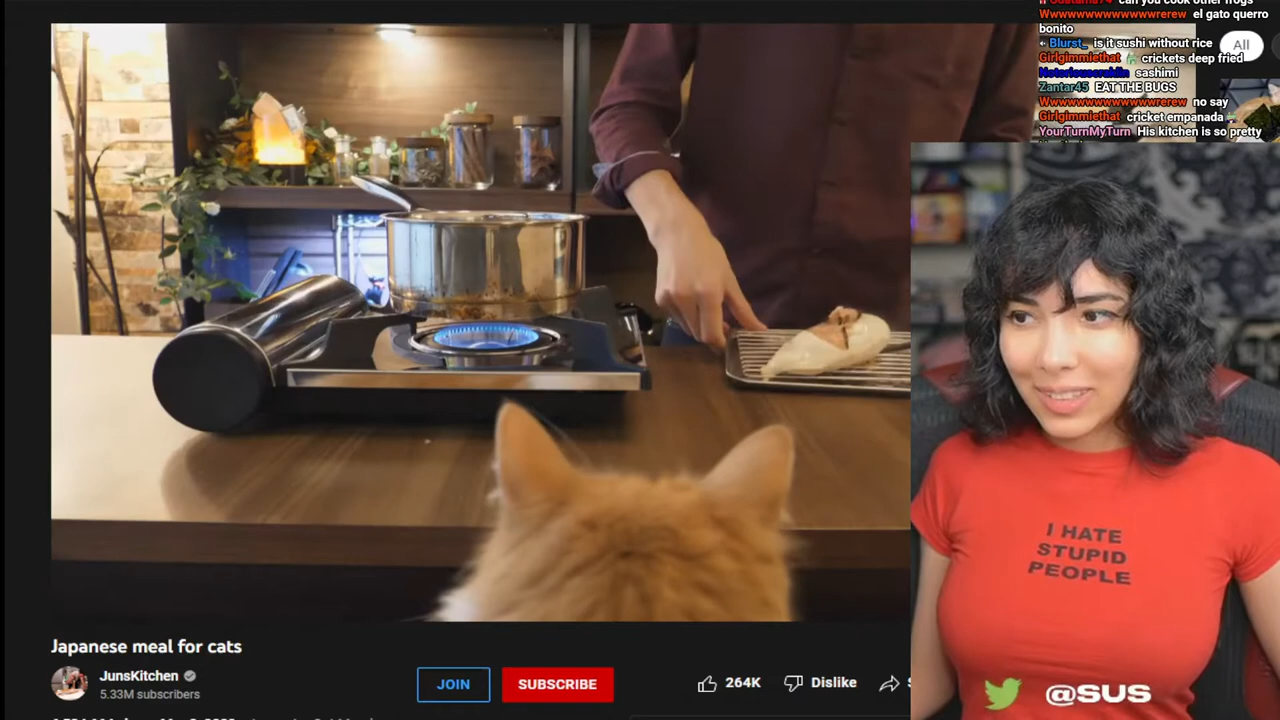 can you cook other frogs
Wwwwwwwwwwwwwrerew el gato querro
bonito
Blurst_ is it sushi without rice
All
Girlgimmiethat crickets deep fried
sashimi
Zantar45 EAT THE BUGS
Wwwwwwwwwwwwwrerew no say
Girlgimmiethat cricket empanada
YourTurnMyTurn His kitchen is so pretty
I HATE
STUPID
PEOPLE
Japanese meal for cats
JunsKitchen
5.33M subscribers
JOIN
SUBSCRIBE
264K
Dislike
@SUS